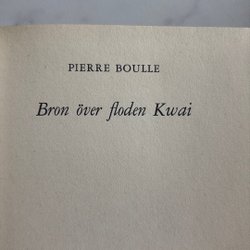 PIERRE BOULLE
Bron över floden Kwai